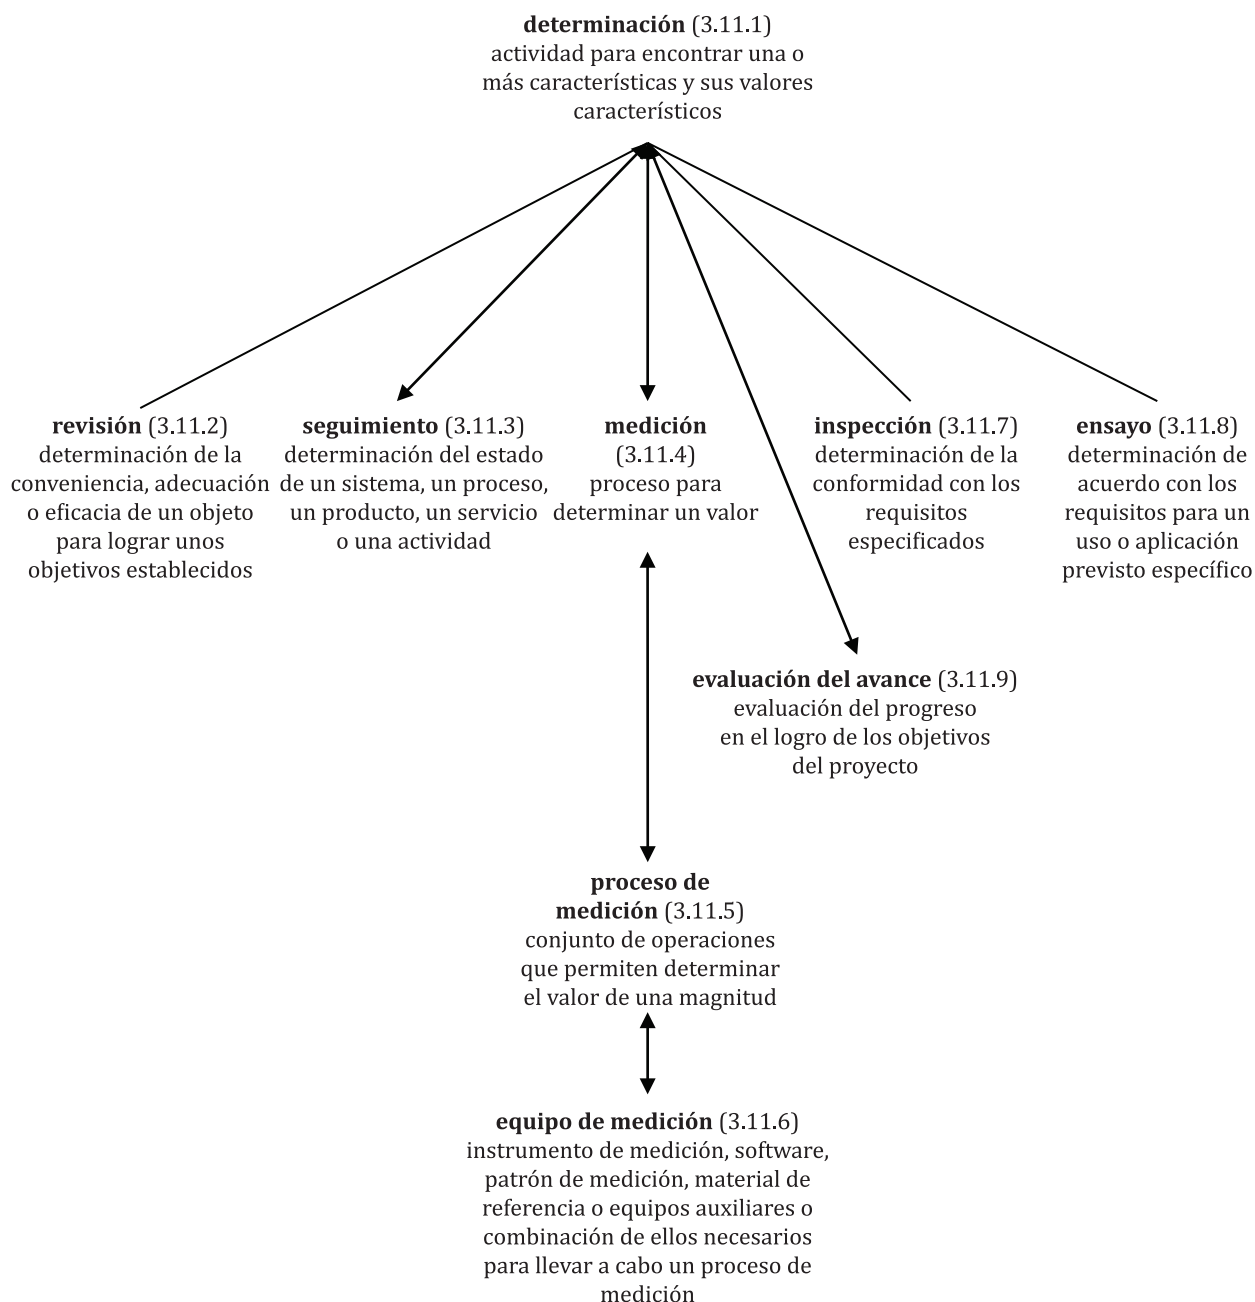 determinación (3.11.1)
actividad para encontrar una o
más características y sus valores
característicos
revisión (3.11.2)
determinación de la
conveniencia, adecuación
o eficacia de un objeto
para lograr unos
objetivos establecidos
seguimiento (3.11.3)
determinación del estado
de un sistema, un proceso,
un producto, un servicio
o una actividad
medición
(3.11.4)
proceso para
determinar un valor
inspección (3.11.7)
determinación de la
conformidad con los
requisitos
especificados
ensayo (3.11.8)
determinación de
acuerdo con los
requisitos para un
uso o aplicación
previsto específico
evaluación del avance (3.11.9)
evaluación del progreso
en el logro de los objetivos
del proyecto
proceso de
medición (3.11.5)
conjunto de operaciones
que permiten determinar
el valor de una magnitud
equipo de medición (3.11.6)
instrumento de medición, software,
patrón de medición, material de
referencia o equipos auxiliares o
combinación de ellos necesarios
para llevar a cabo un proceso de
medición